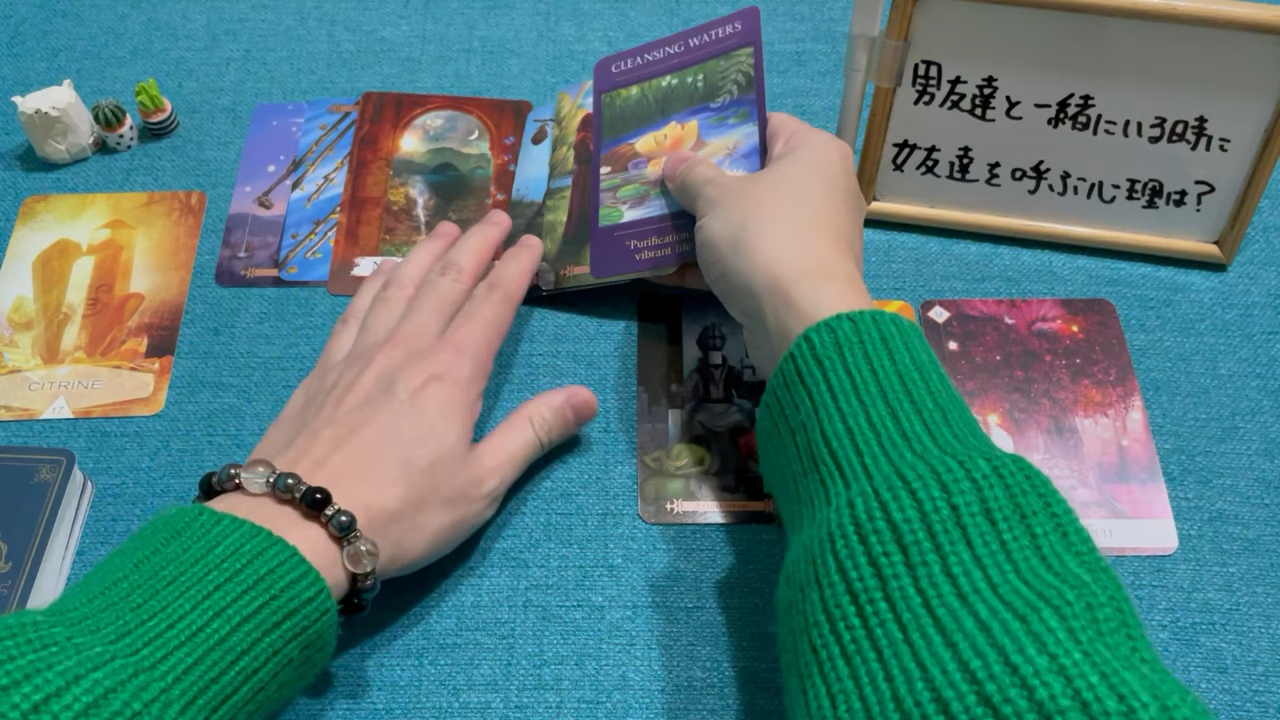 CLEANSING WATERS
"Purification
vibrant life
男友達と一緒にいる時に
女友達を呼ぶ心理は?
CITRINE
17